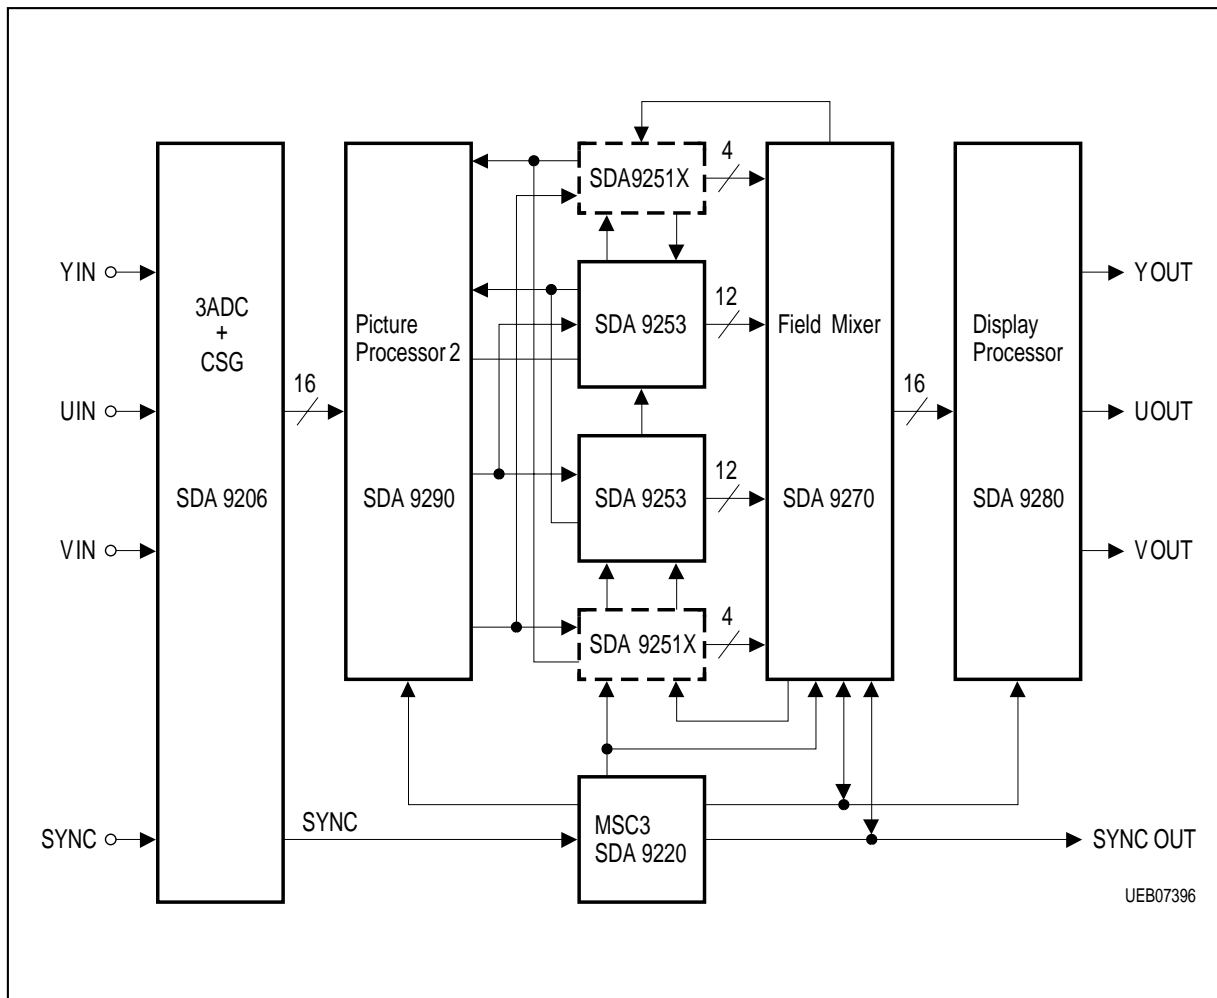 YIN
UIN
VIN
SYNC
3ADC
+
CSG
SDA 9206
16
SYNC
Picture
Processor 2
SDA 9290
SDA9251X
4
SDA 9253
12
SDA 9253
12
SDA 9251X
4
MSC3
SDA 9220
Field Mixer
SDA 9270
16
Display
Processor
SDA 9280
YOUT
UOUT
VOUT
SYNC OUT
UEB07396